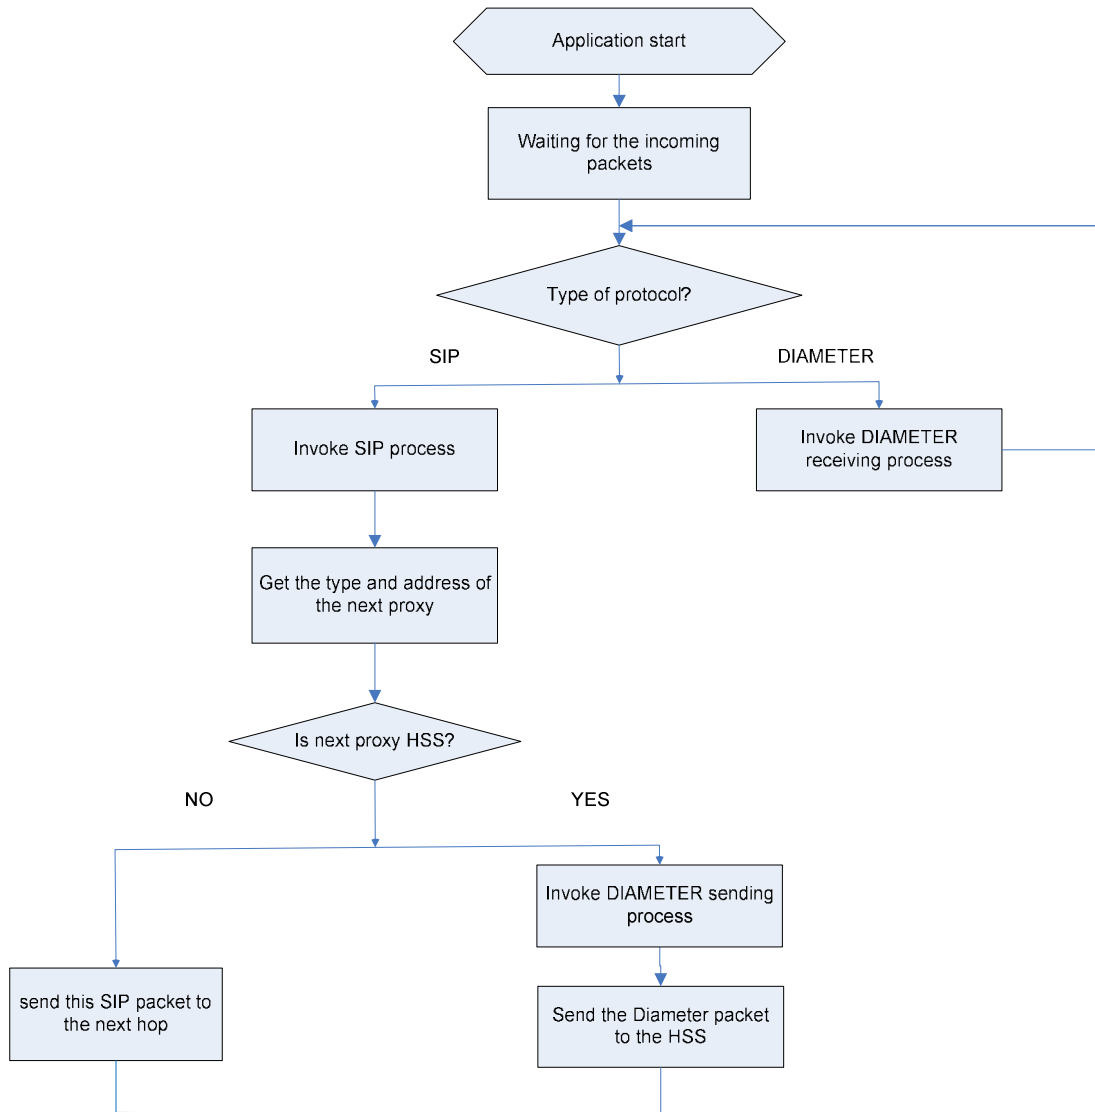 Application start
Waiting for the incoming
packets
Type of protocol?
SIP
DIAMETER
Invoke SIP process
Invoke DIAMETER
receiving process
Get the type and address of
the next proxy
Is next proxy HSS?
NO
YES
Invoke DIAMETER sending
process
send this SIP packet to
the next hop
Send the Diameter packet
to the HSS